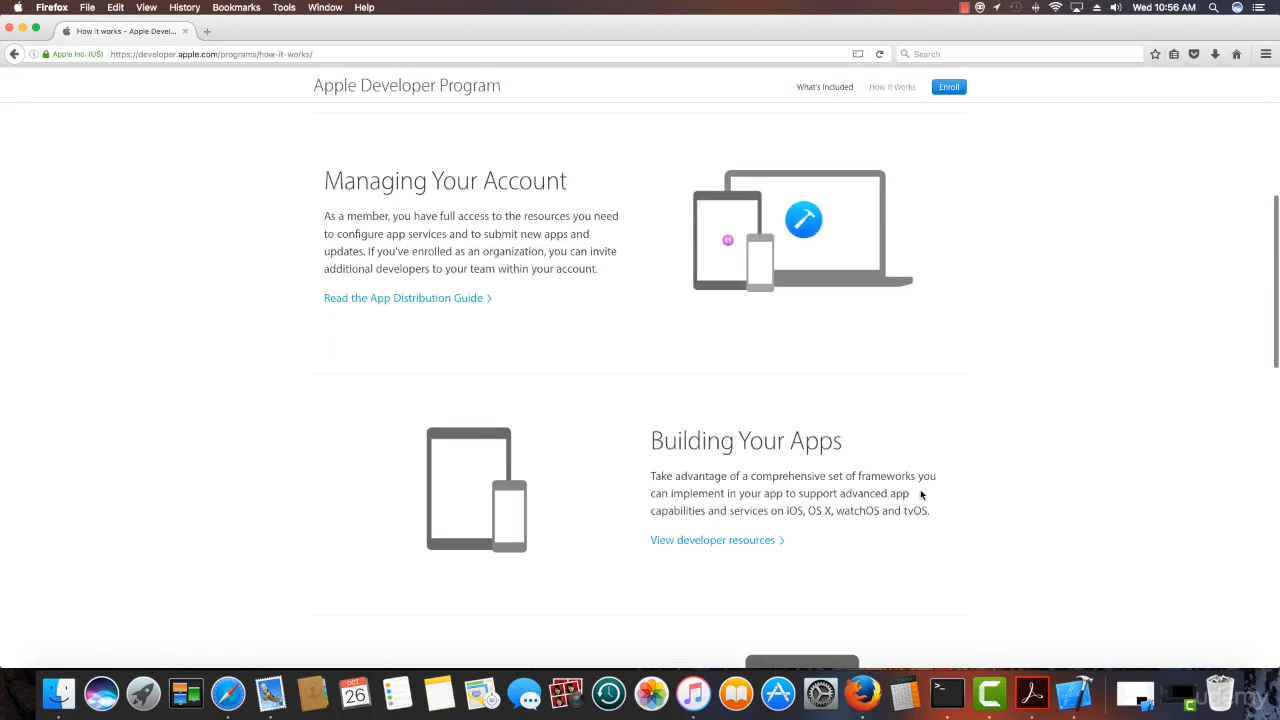 Firefox File Edit View History Bookmarks Tools Window Help Wed 10:56 AM
How it works - Apple Devel...
Apple Inc. (US) https://developer.apple.com/programs/how-it-works/ Search
Apple Developer Program What's Included How It Works Enroll
Managing Your Account
As a member, you have full access to the resources you need
to configure app services and to submit new apps and
updates. If you've enrolled as an organization, you can invite
additional developers to your team within your account.
Read the App Distribution Guide >
Building Your Apps
Take advantage of a comprehensive set of frameworks you
can implement in your app to support advanced app
capabilities and services on iOS, OS X, watchOS and tvOS.
View developer resources >
OCT
26
udemy